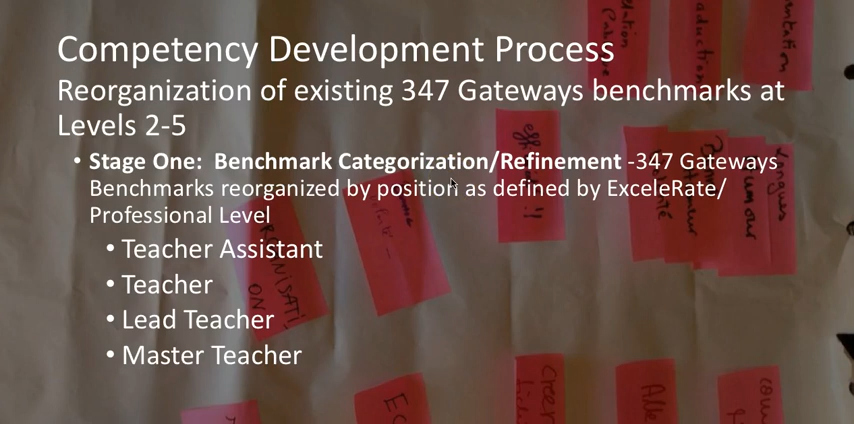 Competency Development Process
Reorganization of existing 347 Gateways benchmarks at
Levels 2-5
• Stage One:  Benchmark Categorization/Refinement -347 Gateways
Benchmarks reorganized by position as defined by ExceleRate/
Professional Level
• Teacher Assistant
• Teacher
• Lead Teacher
• Master Teacher